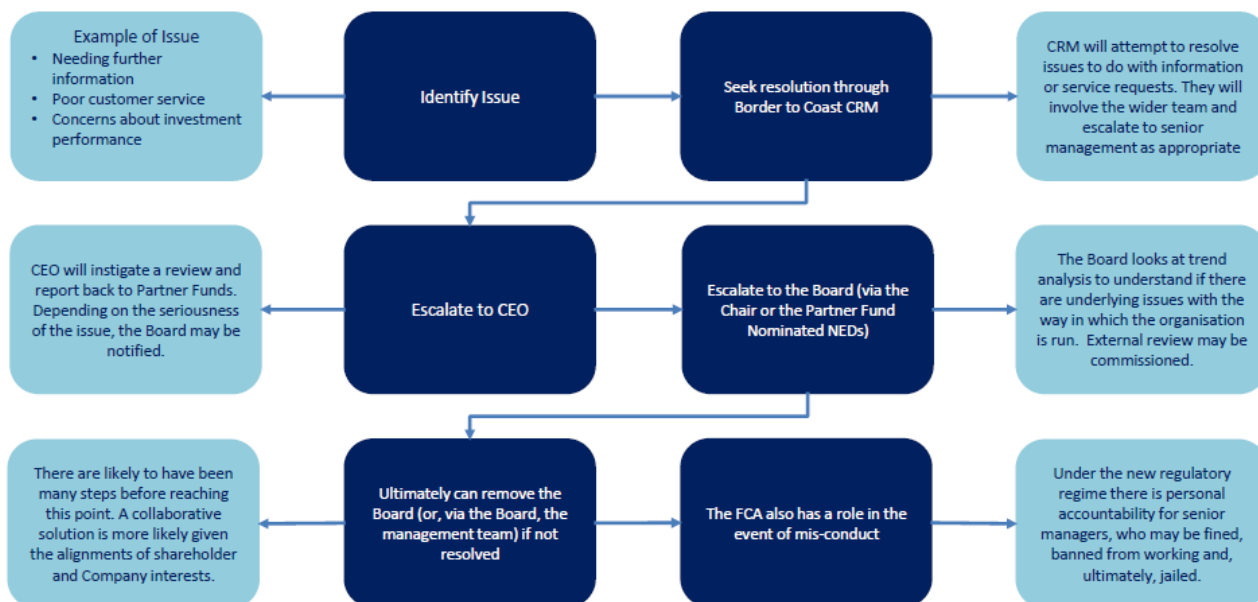 Example of Issue
• Needing further
information
• Poor customer service
• Concerns about investment
performance
Identify Issue
Seek resolution through
Border to Coast CRM
CRM will attempt to resolve
issues to do with information
or service requests. They will
involve the wider team and
escalate to senior
management as appropriate
CEO will instigate a review and
report back to Partner Funds.
Depending on the seriousness
of the issue, the Board may be
notified.
Escalate to CEO
Escalate to the Board (via the
Chair or the Partner Fund
Nominated NEDs)
The Board looks at trend
analysis to understand if there
are underlying issues with the
way in which the organisation
is run. External review may be
commissioned.
There are likely to have been
many steps before reaching
this point. A collaborative
solution is more likely given
the alignments of shareholder
and Company interests.
Ultimately can remove the
Board (or, via the Board, the
management team) if not
resolved
The FCA also has a role in the
event of mis-conduct
Under the new regulatory
regime there is personal
accountability for senior
managers, who may be fined,
banned from working and,
ultimately, jailed.